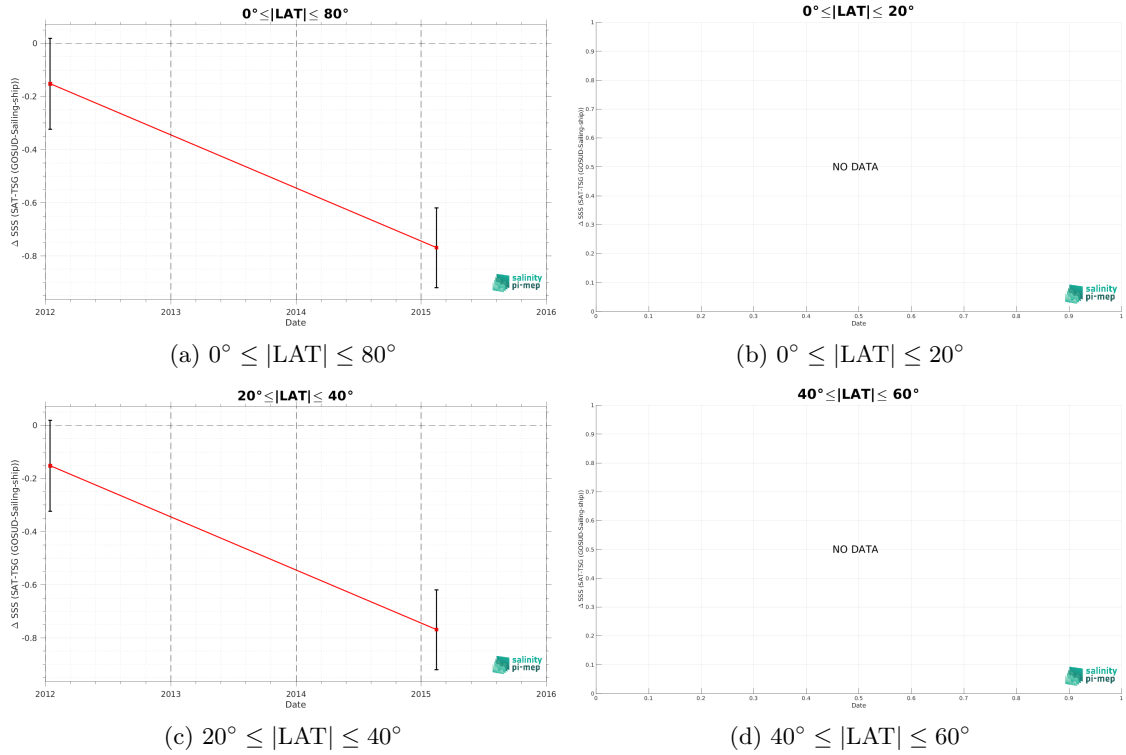 0°≤|LAT|≤ 80°
Δ SSS (SAT-TSG (GOSUD-Sailing-ship))
0
-0.2
-0.4
-0.6
-0.8
2012 2013 2014 2015 2016
Date
salinity
pi-mep
(a) 0° ≤ |LAT| ≤ 80°
0°≤|LAT|≤ 20°
Δ SSS (SAT-TSG (GOSUD-Sailing-ship))
1
0.9
0.8
0.7
0.6
0.5
0.4
0.3
0.2
0.1
0
NO DATA
0 0.1 0.2 0.3 0.4 0.5 0.6 0.7 0.8 0.9 1
Date
salinity
pi-mep
(b) 0° ≤ |LAT| ≤ 20°
20°≤|LAT|≤ 40°
Δ SSS (SAT-TSG (GOSUD-Sailing-ship))
0
-0.2
-0.4
-0.6
-0.8
2012 2013 2014 2015 2016
Date
salinity
pi-mep
(c) 20° ≤ |LAT| ≤ 40°
40°≤|LAT|≤ 60°
Δ SSS (SAT-TSG (GOSUD-Sailing-ship))
1
0.9
0.8
0.7
0.6
0.5
0.4
0.3
0.2
0.1
0
NO DATA
0 0.1 0.2 0.3 0.4 0.5 0.6 0.7 0.8 0.9 1
Date
salinity
pi-mep
(d) 40° ≤ |LAT| ≤ 60°